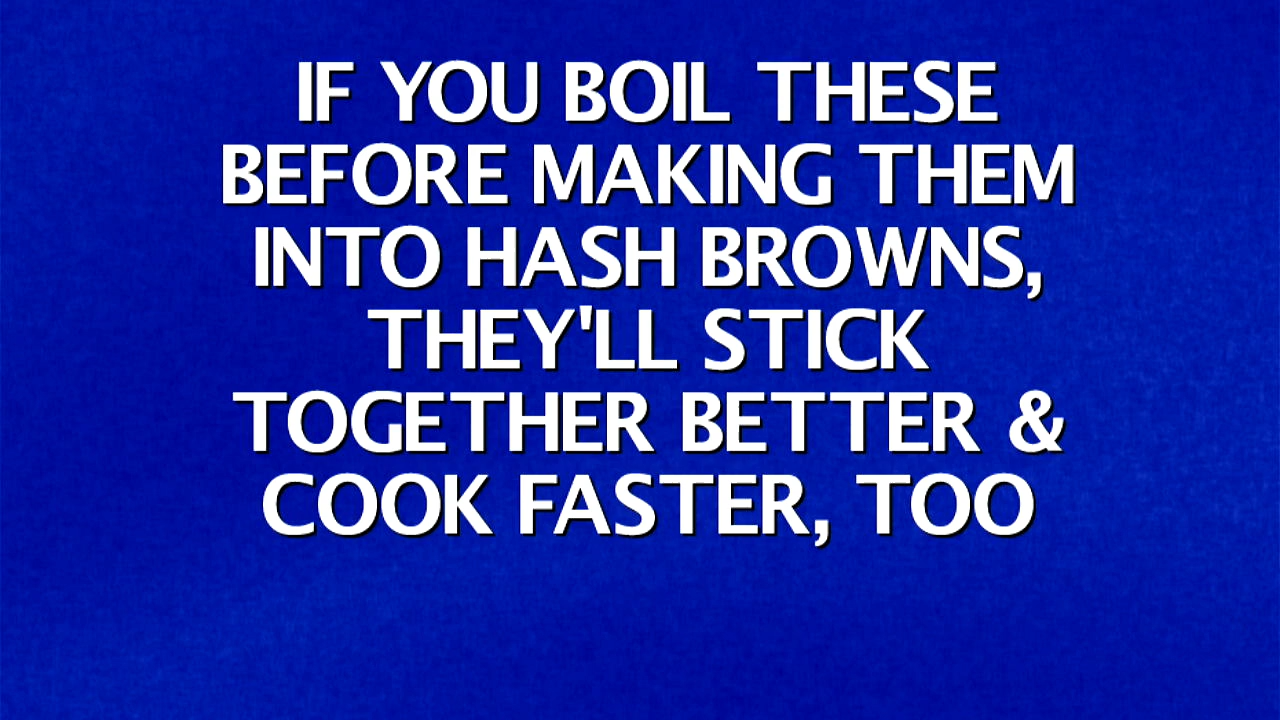 IF YOU BOIL THESE
BEFORE MAKING THEM
INTO HASH BROWNS,
THEY'LL STICK
TOGETHER BETTER &
COOK FASTER, TOO